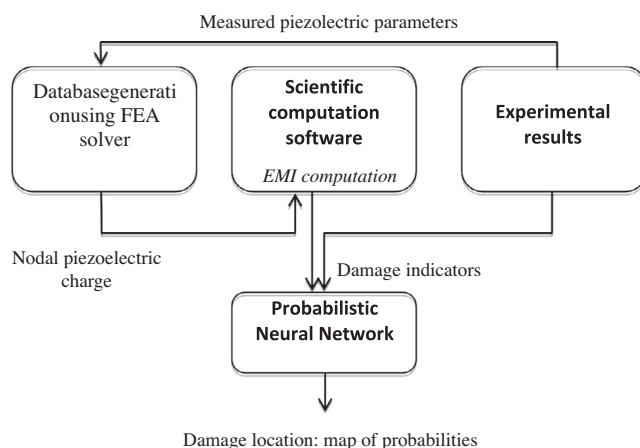 Measured piezolectric parameters
Databasegenerati
onusing FEA
solver
Scientific
computation
software
EMI computation
Experimental
results
Nodal piezoelectric
charge
Damage indicators
Probabilistic
Neural Network
Damage location: map of probabilities